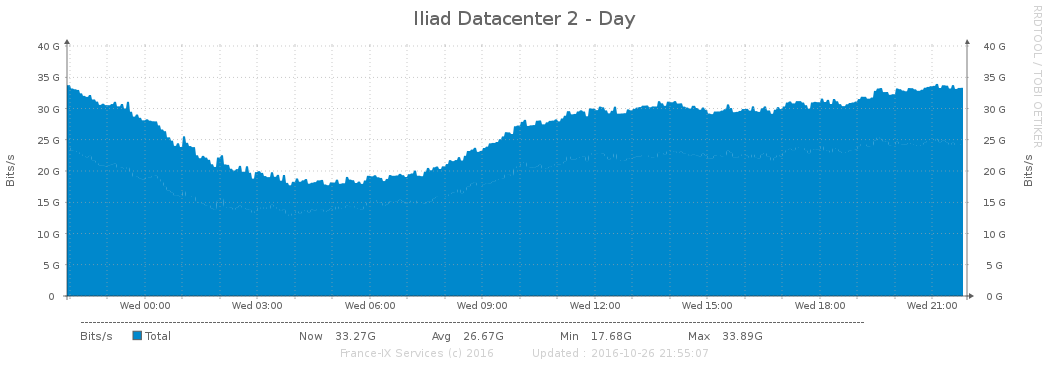 Iliad Datacenter 2 - Day
RRDTOOL / TOBI OETIKER
Bits/s
Bits/s
40 G 40 G
35 G 35 G
30 G 30 G
25 G 25 G
20 G 20 G
15 G 15 G
10 G 10 G
5 G 5 G
0 0 G
Wed 00:00 Wed 03:00 Wed 06:00 Wed 09:00 Wed 12:00 Wed 15:00 Wed 18:00 Wed 21:00
Bits/s Total Now 33.27G Avg 26.67G Min 17.68G Max 33.89G
France-IX Services (c) 2016 Updated : 2016-10-26 21:55:07